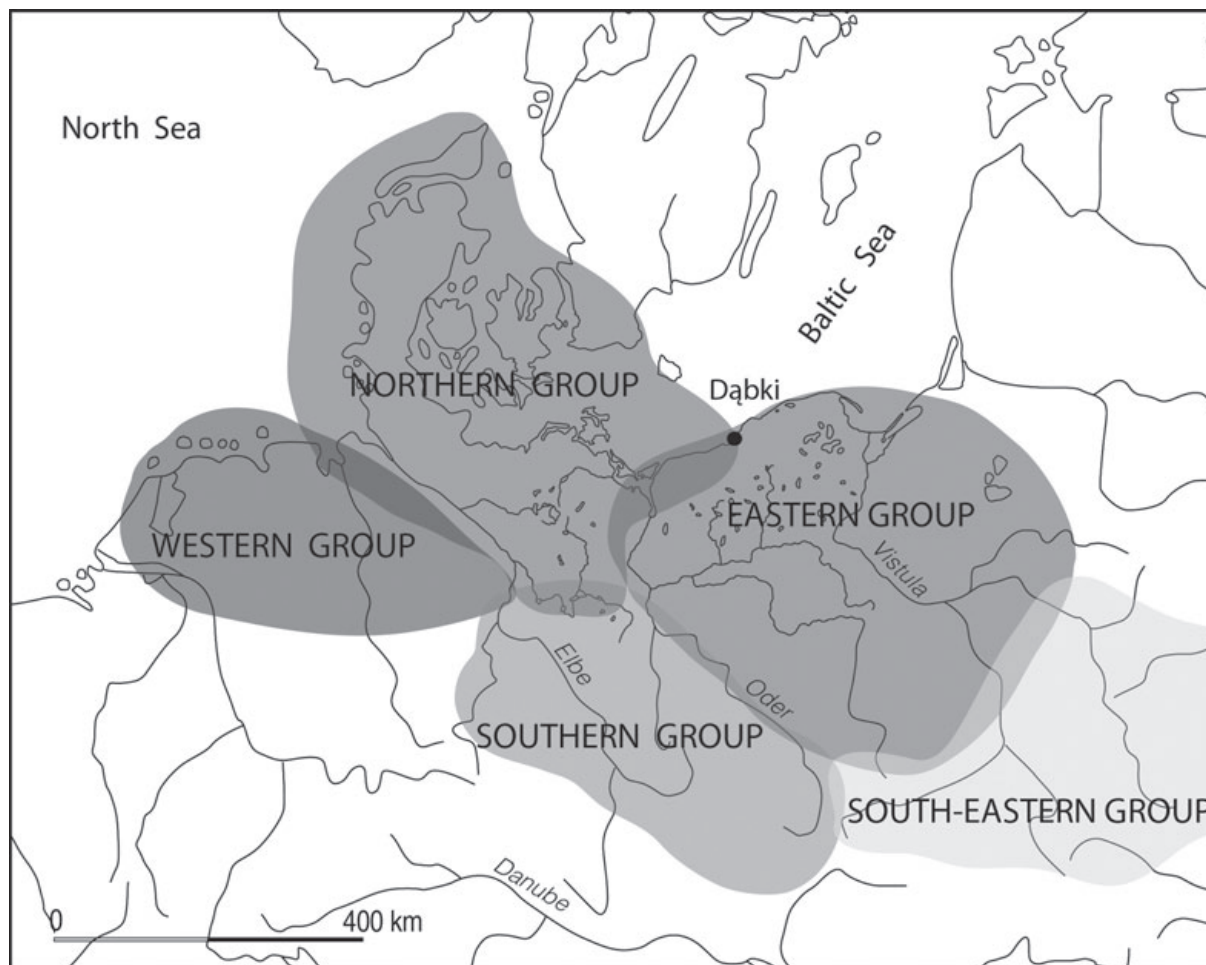 North Sea
Baltic Sea
Dąbki
NORTHERN GROUP
WESTERN GROUP
EASTERN GROUP
Vistula
Elbe
Oder
SOUTHERN GROUP
SOUTH-EASTERN GROUP
Danube
0 400 km